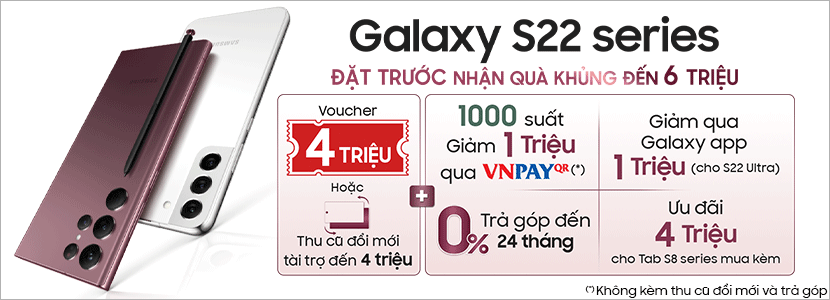 Galaxy S22 series
ĐẶT TRƯỚC NHẬN QUÀ KHỦNG ĐẾN 6 TRIỆU
Voucher
4 TRIỆU
Hoặc
Thu cũ đổi mới
tài trợ đến 4 triệu
+
1000 suất
Giảm 1 Triệu
qua VNPAYQR (*)
Giảm qua
Galaxy app
1 Triệu (cho S22 Ultra)
0%
Trả góp đến
24 tháng
Ưu đãi
4 Triệu
cho Tab S8 series mua kèm
(*) Không kèm thu cũ đổi mới và trả góp